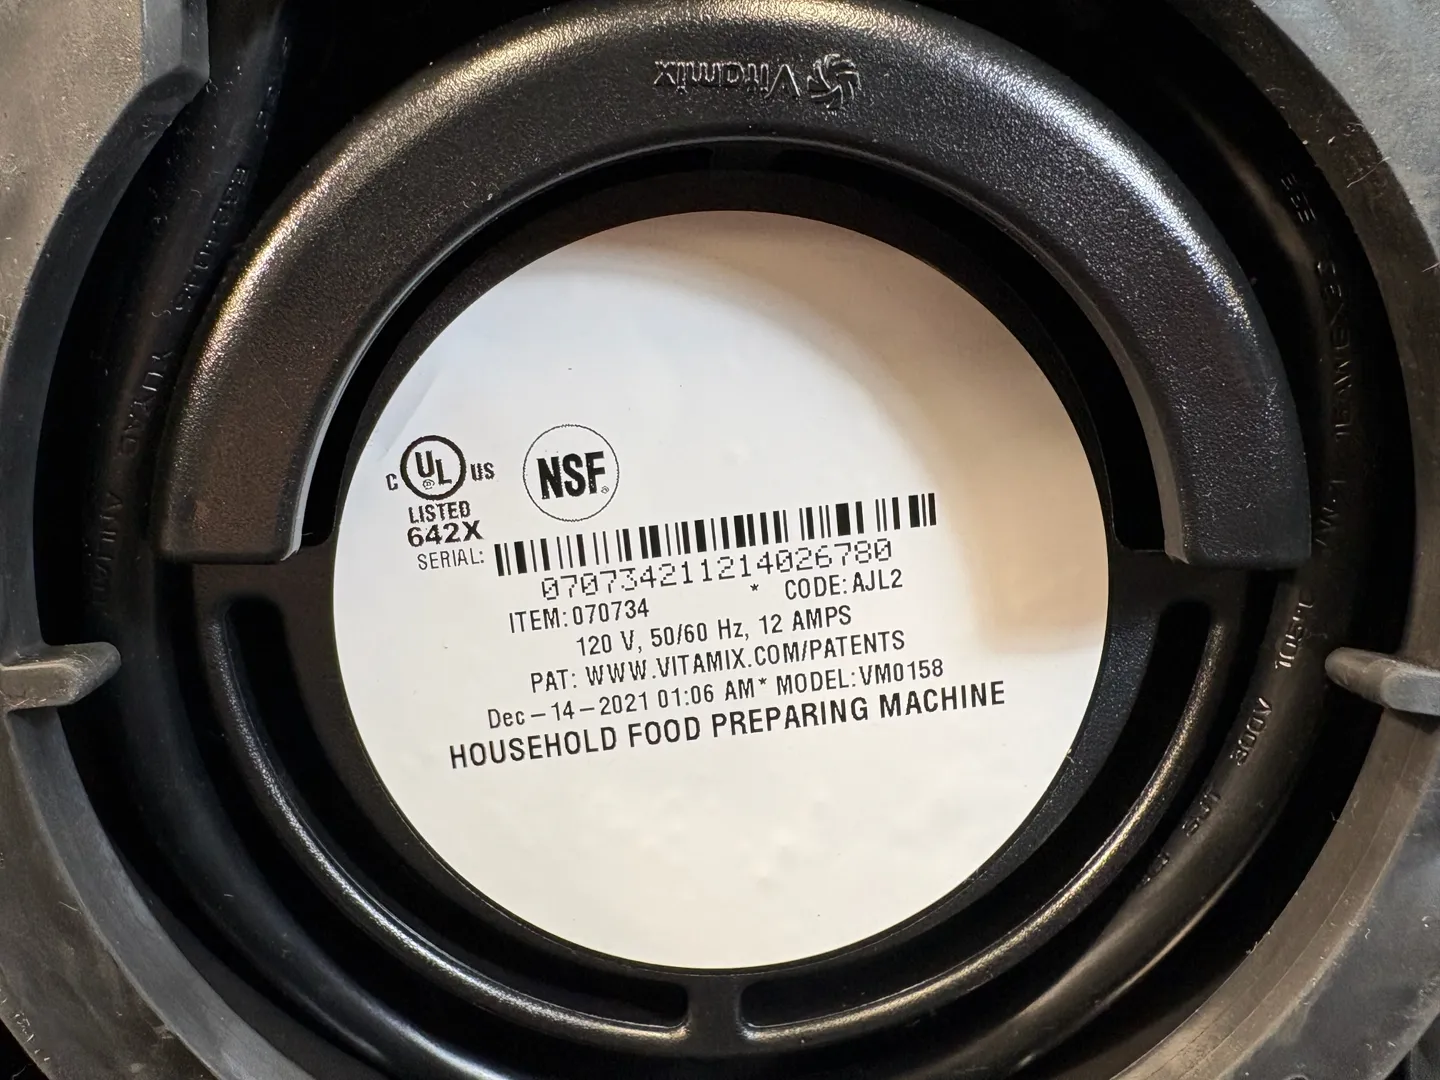 Vitamix
C UL US
LISTED
642X
NSF®
SERIAL:
070734211214026780
ITEM: 070734 * CODE: AJL2
120 V, 50/60 Hz, 12 AMPS
PAT: WWW.VITAMIX.COM/PATENTS
Dec-14-2021 01:06 AM* MODEL: VM0158
HOUSEHOLD FOOD PREPARING MACHINE